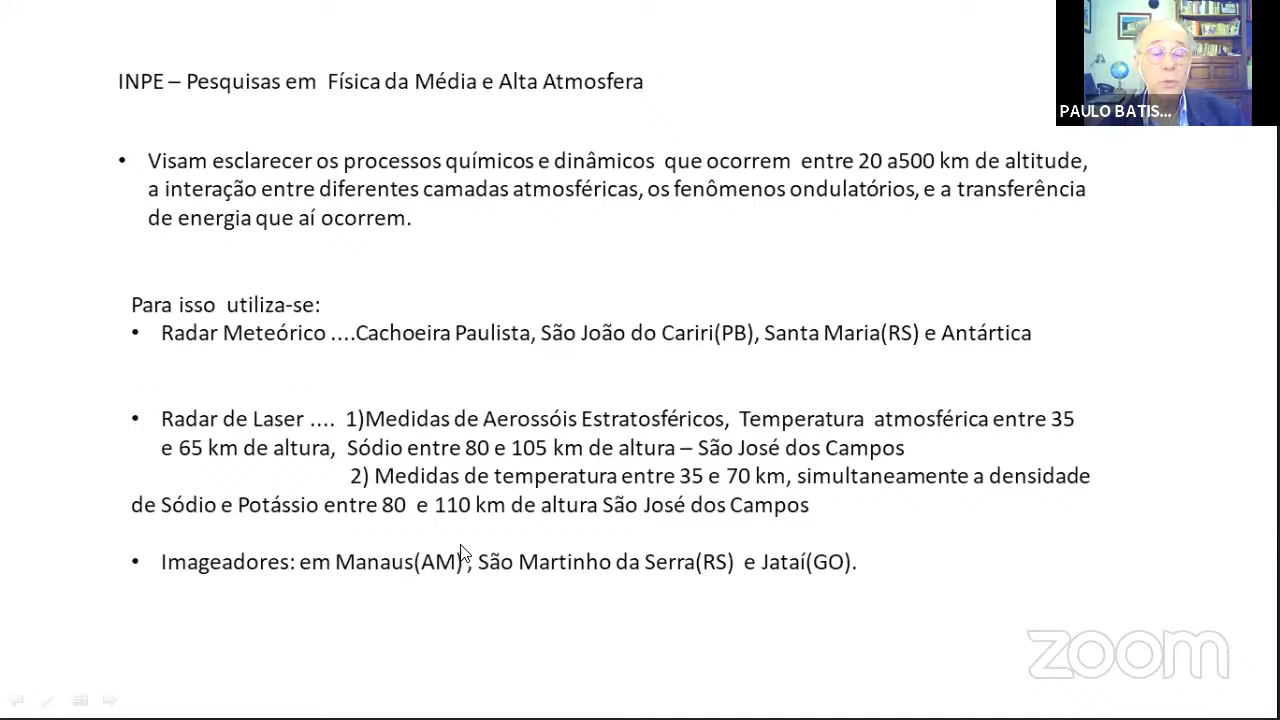 INPE – Pesquisas em Física da Média e Alta Atmosfera
PAULO BATIS...
• Visam esclarecer os processos químicos e dinâmicos que ocorrem entre 20 a500 km de altitude,
a interação entre diferentes camadas atmosféricas, os fenômenos ondulatórios, e a transferência
de energia que aí ocorrem.
Para isso utiliza-se:
• Radar Meteórico ....Cachoeira Paulista, São João do Cariri(PB), Santa Maria(RS) e Antártica
• Radar de Laser .... 1)Medidas de Aerossóis Estratosféricos, Temperatura atmosférica entre 35
e 65 km de altura, Sódio entre 80 e 105 km de altura – São José dos Campos
2) Medidas de temperatura entre 35 e 70 km, simultaneamente a densidade
de Sódio e Potássio entre 80 e 110 km de altura São José dos Campos
• Imageadores: em Manaus(AM) , São Martinho da Serra(RS) e Jataí(GO).
zoom